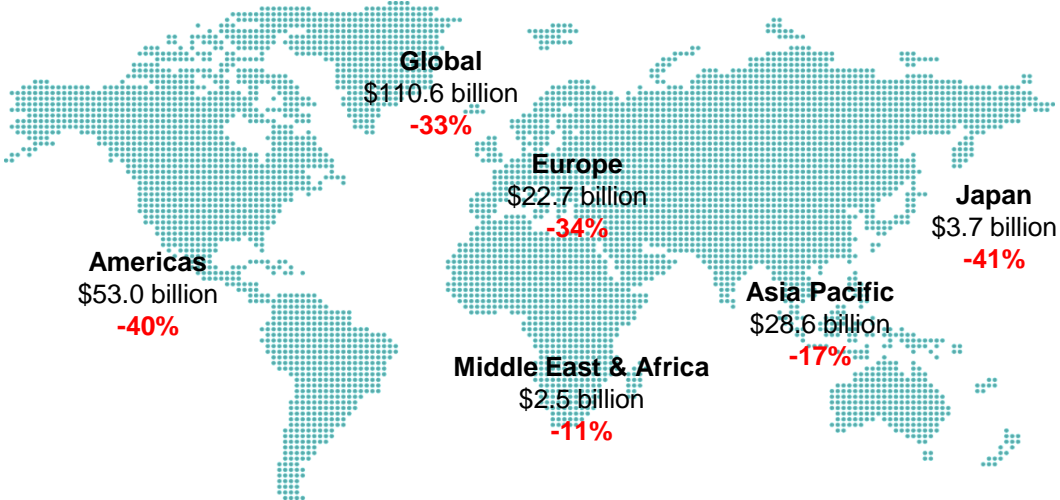 Global
$110.6 billion
-33%
Europe
$22.7 billion
-34%
Japan
$3.7 billion
-41%
Americas
$53.0 billion
-40%
Asia Pacific
$28.6 billion
-17%
Middle East & Africa
$2.5 billion
-11%